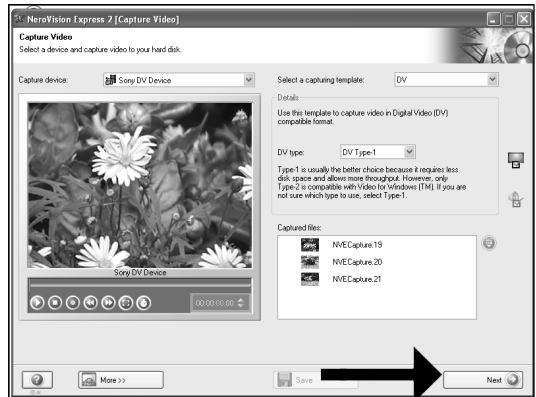 NeroVision Express 2 [Capture Video]
Capture Video
Select a device and capture video to your hard disk.
Capture device:
Sony DV Device
Select a capturing template:
DV
Details
Use this template to capture video in Digital Video (DV)
compatible format.
DV type:
DV Type-1
Type-1 is usually the better choice because it requires less
disk space and allows more throughput. However, only
Type-2 is compatible with Video for Windows (TM). If you are
not sure which type to use, select Type-1.
Captured files:
NVECapture.19
NVECapture.20
NVECapture.21
Sony DV Device
00:00:00.00
More >>
Save
Next